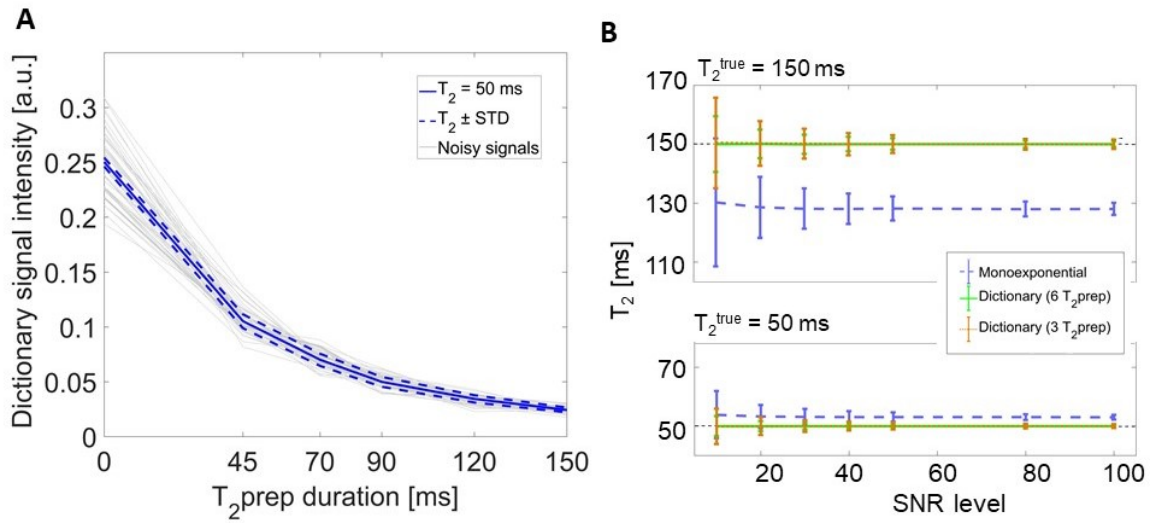 A
Dictionary signal intensity [a.u.]
0.3
0.25
0.2
0.15
0.1
0.05
0
T₂ = 50 ms
T₂ ± STD
Noisy signals
0 45 70 90 120 150
T₂prep duration [ms]
B
T₂ᵗʳᵘᵉ = 150 ms
170
150
130
110
T₂ [ms]
Monoexponential
Dictionary (6 T₂prep)
Dictionary (3 T₂prep)
T₂ᵗʳᵘᵉ = 50 ms
70
50
20 40 60 80 100
SNR level